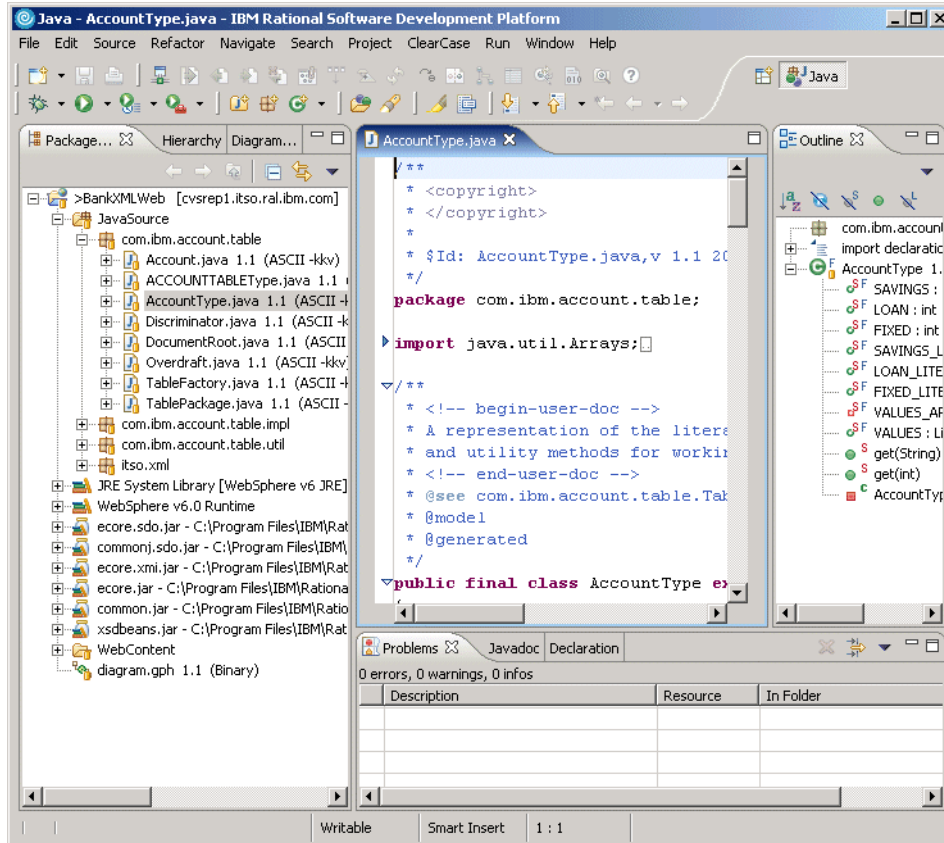 Java - AccountType.java - IBM Rational Software Development Platform
File Edit Source Refactor Navigate Search Project ClearCase Run Window Help
Java
Package... Hierarchy Diagram...
>BankXMLWeb [cvsrep1.itso.ral.ibm.com]
JavaSource
com.ibm.account.table
Account.java 1.1 (ASCII -kkv)
ACCOUNTTABLEType.java 1.1
AccountType.java 1.1 (ASCII -k
Discriminator.java 1.1 (ASCII -k
DocumentRoot.java 1.1 (ASCII
Overdraft.java 1.1 (ASCII -kkv)
TableFactory.java 1.1 (ASCII -k
TablePackage.java 1.1 (ASCII -
com.ibm.account.table.impl
com.ibm.account.table.util
itso.xml
JRE System Library [WebSphere v6 JRE]
WebSphere v6.0 Runtime
ecore.sdo.jar - C:\Program Files\IBM\Rat
commonj.sdo.jar - C:\Program Files\IBM\
ecore.xmi.jar - C:\Program Files\IBM\Rat
ecore.jar - C:\Program Files\IBM\Rationa
common.jar - C:\Program Files\IBM\Ratio
xsdbeans.jar - C:\Program Files\IBM\Rat
WebContent
diagram.gph 1.1 (Binary)
AccountType.java
/**
* <copyright>
* </copyright>
*
* $Id: AccountType.java,v 1.1 20
*/
package com.ibm.account.table;
import java.util.Arrays;
/**
* <!-- begin-user-doc -->
* A representation of the litera
* and utility methods for workin
* <!-- end-user-doc -->
* @see com.ibm.account.table.Tab
* @model
* @generated
*/
public final class AccountType ex
{
Outline
com.ibm.account
import declaratic
AccountType 1.
SAVINGS :
LOAN : int
FIXED : int
SAVINGS_L
LOAN_LITE
FIXED_LITE
VALUES_AR
VALUES : Li
get(String)
get(int)
AccountTyp
Problems Javadoc Declaration
0 errors, 0 warnings, 0 infos
Description Resource In Folder
Writable Smart Insert 1 : 1